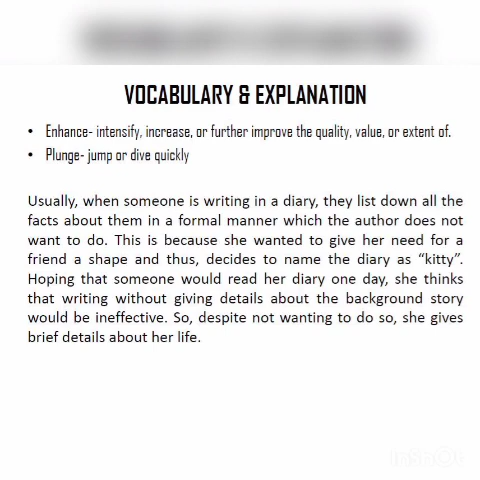 VOCABULARY & EXPLANATION
• Enhance- intensify, increase, or further improve the quality, value, or extent of.
• Plunge- jump or dive quickly
Usually, when someone is writing in a diary, they list down all the
facts about them in a formal manner which the author does not
want to do. This is because she wanted to give her need for a
friend a shape and thus, decides to name the diary as “kitty”.
Hoping that someone would read her diary one day, she thinks
that writing without giving details about the background story
would be ineffective. So, despite not wanting to do so, she gives
brief details about her life.